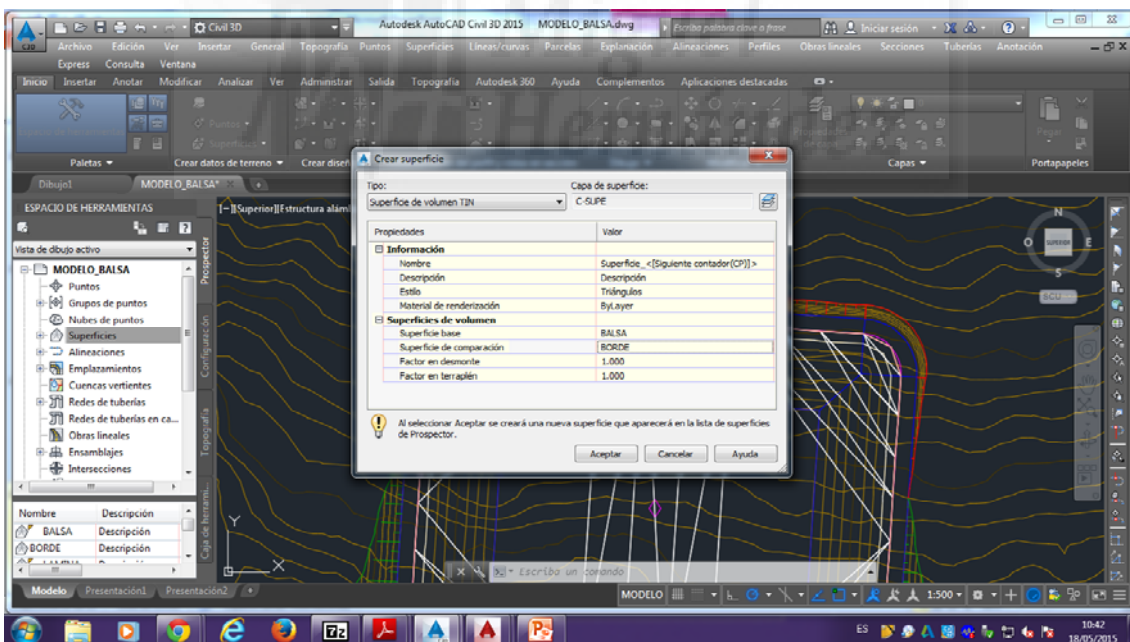 Civil 3D
Autodesk AutoCAD Civil 3D 2015 MODELO_BALSA.dwg
Escriba palabra clave o frase
Iniciar sesión
Archivo Edición Ver Insertar General Topografía Puntos Superficies Líneas/curvas Parcelas Explanación Alineaciones Perfiles Obras lineales Secciones Tuberías Anotación
Express Consulta Ventana
Inicio Insertar Anotar Modificar Analizar Ver Administrar Salida Topografía Autodesk 360 Ayuda Complementos Aplicaciones destacadas
Puntos
Superficies
Pegar
Paletas
Crear datos de terreno
Crear diseñ
Capas
Portapapeles
Dibujo1
MODELO_BALSA*
ESPACIO DE HERRAMIENTAS
[-][Superior][Estructura alámb
Vista de dibujo activo
MODELO_BALSA
Puntos
Grupos de puntos
Nubes de puntos
Superficies
Alineaciones
Emplazamientos
Cuencas vertientes
Redes de tuberías
Redes de tuberías en ca...
Obras lineales
Ensamblajes
Intersecciones
Prospector
Configuración
Topografía
Caja de herrami...
Nombre Descripción
BALSA Descripción
BORDE Descripción
Crear superficie
Tipo:
Capa de superficie:
Superficie de volumen TIN
C-SUPE
Propiedades Valor
Información
Nombre Superficie_<[Siguiente contador(CP)]>
Descripción Descripción
Estilo Triángulos
Material de renderización ByLayer
Superficies de volumen
Superficie base BALSA
Superficie de comparación BORDE
Factor en desmonte 1.000
Factor en terraplén 1.000
Al seleccionar Aceptar se creará una nueva superficie que aparecerá en la lista de superficies
de Prospector.
Aceptar Cancelar Ayuda
N
O
SUPERIOR
E
S
SCU
Y
X
Escriba un comando
Modelo Presentación1 Presentación2
MODELO
1:500
ES
10:42
18/05/2015